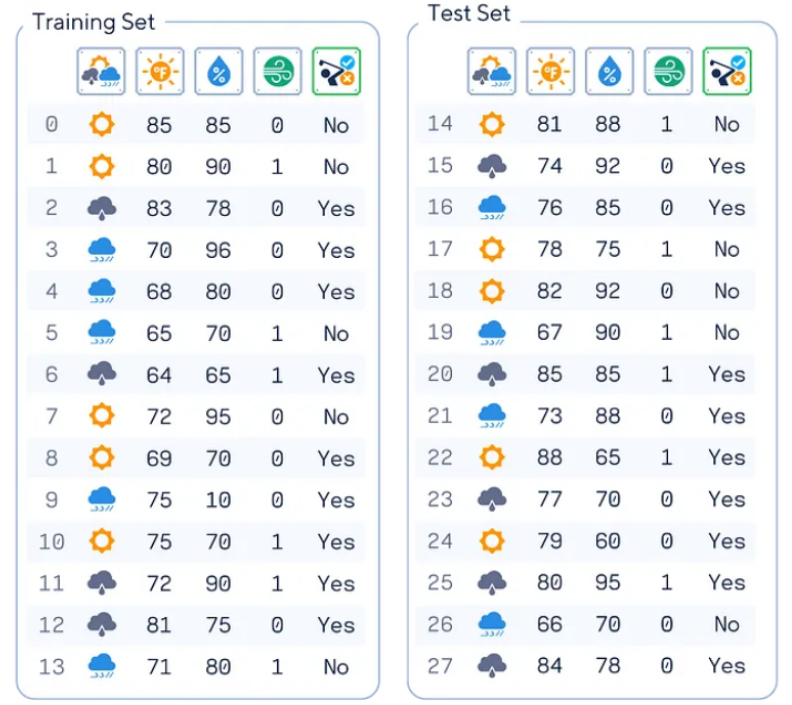 Training Set
°F %
0 85 85 0 No
1 80 90 1 No
2 83 78 0 Yes
3 70 96 0 Yes
4 68 80 0 Yes
5 65 70 1 No
6 64 65 1 Yes
7 72 95 0 No
8 69 70 0 Yes
9 75 10 0 Yes
10 75 70 1 Yes
11 72 90 1 Yes
12 81 75 0 Yes
13 71 80 1 No
Test Set
°F %
14 81 88 1 No
15 74 92 0 Yes
16 76 85 0 Yes
17 78 75 1 No
18 82 92 0 No
19 67 90 1 No
20 85 85 1 Yes
21 73 88 0 Yes
22 88 65 1 Yes
23 77 70 0 Yes
24 79 60 0 Yes
25 80 95 1 Yes
26 66 70 0 No
27 84 78 0 Yes